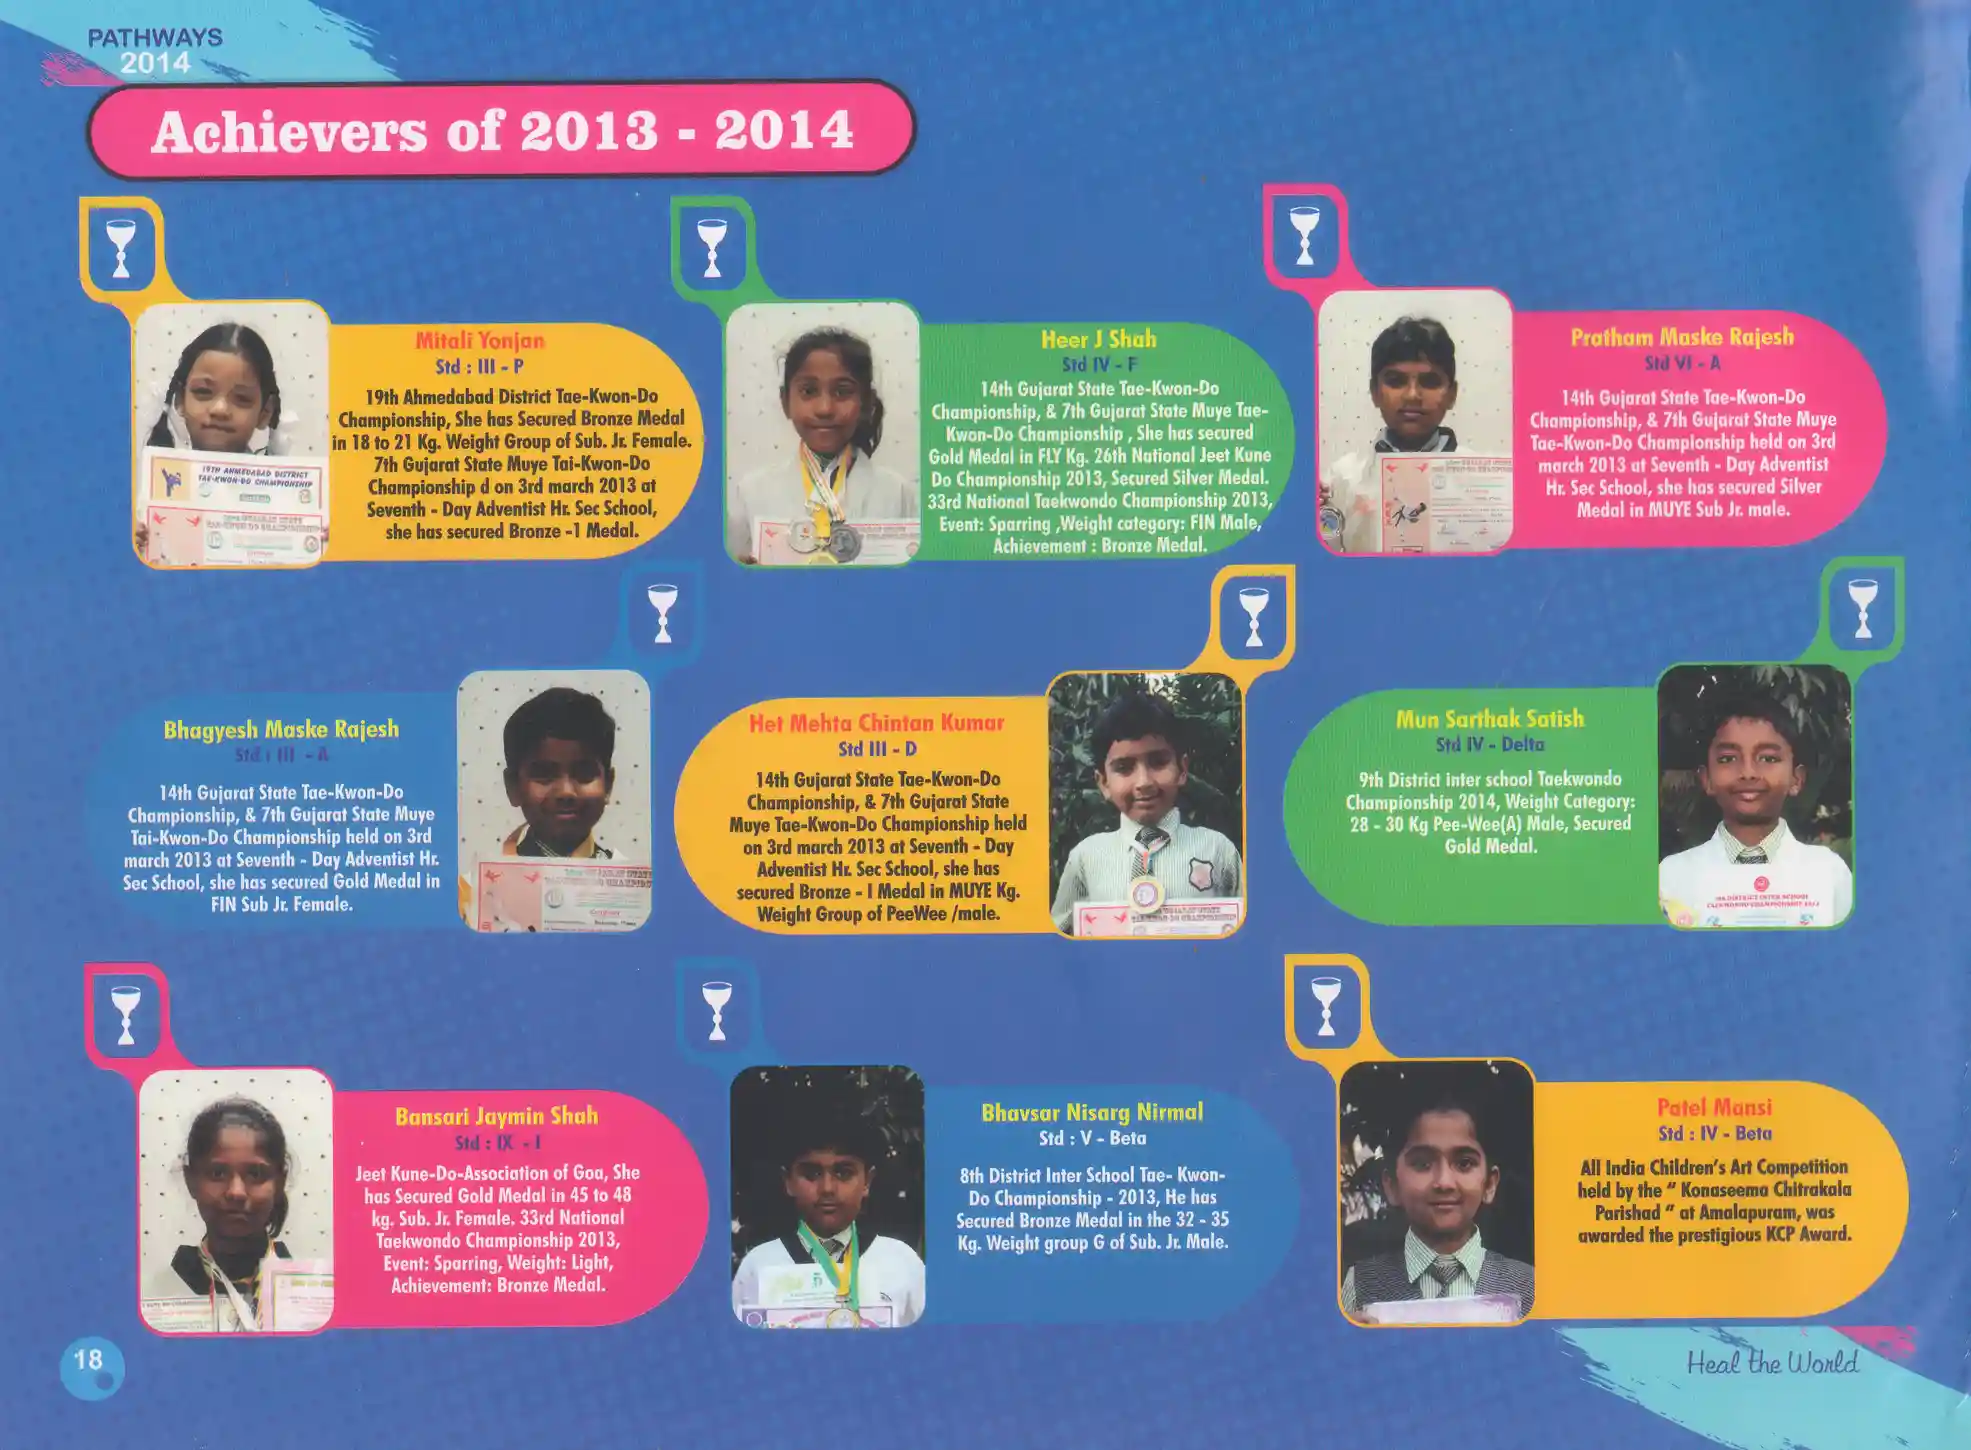 PATHWAYS
2014
Achievers of 2013 - 2014
Mitali Yonjan
Std : III - P
19th Ahmedabad District Tae-Kwon-Do
Championship, She has Secured Bronze Medal
in 18 to 21 Kg. Weight Group of Sub. Jr. Female.
7th Gujarat State Muye Tai-Kwon-Do
Championship d on 3rd march 2013 at
Seventh - Day Adventist Hr. Sec School,
she has secured Bronze -1 Medal.
19TH AHMEDABAD DISTRICT
TAE-KWON-DO CHAMPIONSHIP
Heer J Shah
Std IV - F
14th Gujarat State Tae-Kwon-Do
Championship, & 7th Gujarat State Muye Tae-
Kwon-Do Championship , She has secured
Gold Medal in FLY Kg. 26th National Jeet Kune
Do Championship 2013, Secured Silver Medal.
33rd National Taekwondo Championship 2013,
Event: Sparring ,Weight category: FIN Male,
Achievement : Bronze Medal.
Pratham Maske Rajesh
Std VI - A
14th Gujarat State Tae-Kwon-Do
Championship, & 7th Gujarat State Muye
Tae-Kwon-Do Championship held on 3rd
march 2013 at Seventh - Day Adventist
Hr. Sec School, she has secured Silver
Medal in MUYE Sub Jr. male.
Bhagyesh Maske Rajesh
Std : III - A
14th Gujarat State Tae-Kwon-Do
Championship, & 7th Gujarat State Muye
Tai-Kwon-Do Championship held on 3rd
march 2013 at Seventh - Day Adventist Hr.
Sec School, she has secured Gold Medal in
FIN Sub Jr. Female.
Het Mehta Chintan Kumar
Std III - D
14th Gujarat State Tae-Kwon-Do
Championship, & 7th Gujarat State
Muye Tae-Kwon-Do Championship held
on 3rd march 2013 at Seventh - Day
Adventist Hr. Sec School, she has
secured Bronze - I Medal in MUYE Kg.
Weight Group of PeeWee /male.
Mun Sarthak Satish
Std IV - Delta
9th District inter school Taekwondo
Championship 2014, Weight Category:
28 - 30 Kg Pee-Wee(A) Male, Secured
Gold Medal.
Bansari Jaymin Shah
Std : IX - I
Jeet Kune-Do-Association of Goa, She
has Secured Gold Medal in 45 to 48
kg. Sub. Jr. Female. 33rd National
Taekwondo Championship 2013,
Event: Sparring, Weight: Light,
Achievement: Bronze Medal.
Bhavsar Nisarg Nirmal
Std : V - Beta
8th District Inter School Tae- Kwon-
Do Championship - 2013, He has
Secured Bronze Medal in the 32 - 35
Kg. Weight group G of Sub. Jr. Male.
Patel Mansi
Std : IV - Beta
All India Children's Art Competition
held by the " Konaseema Chitrakala
Parishad " at Amalapuram, was
awarded the prestigious KCP Award.
18
Heal the World